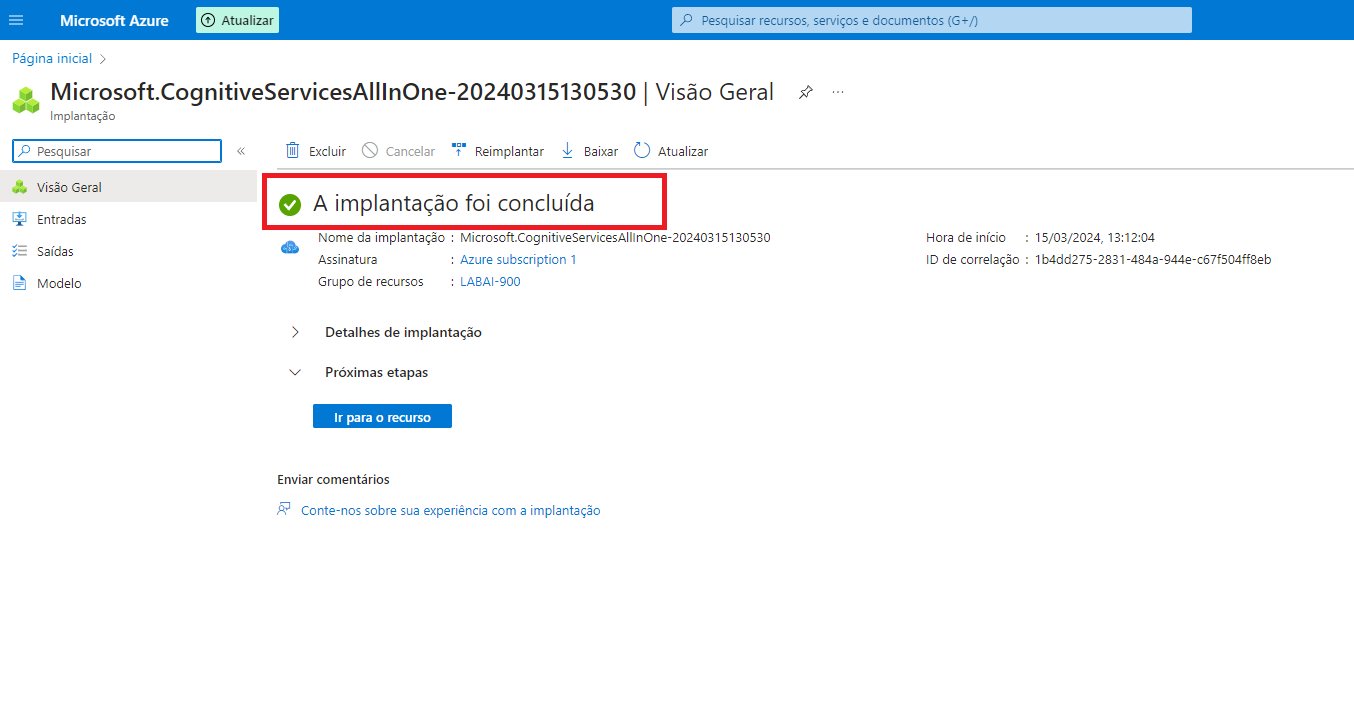 Microsoft Azure
Atualizar
Pesquisar recursos, serviços e documentos (G+/)
Página inicial
Microsoft.CognitiveServicesAllInOne-20240315130530 | Visão Geral
Implantação
Pesquisar
Excluir Cancelar Reimplantar Baixar Atualizar
Visão Geral
Entradas
Saídas
Modelo
A implantação foi concluída
Nome da implantação : Microsoft.CognitiveServicesAllInOne-20240315130530
Assinatura : Azure subscription 1
Grupo de recursos : LABAI-900
Hora de início : 15/03/2024, 13:12:04
ID de correlação : 1b4dd275-2831-484a-944e-c67f504ff8eb
Detalhes de implantação
Próximas etapas
Ir para o recurso
Enviar comentários
Conte-nos sobre sua experiência com a implantação